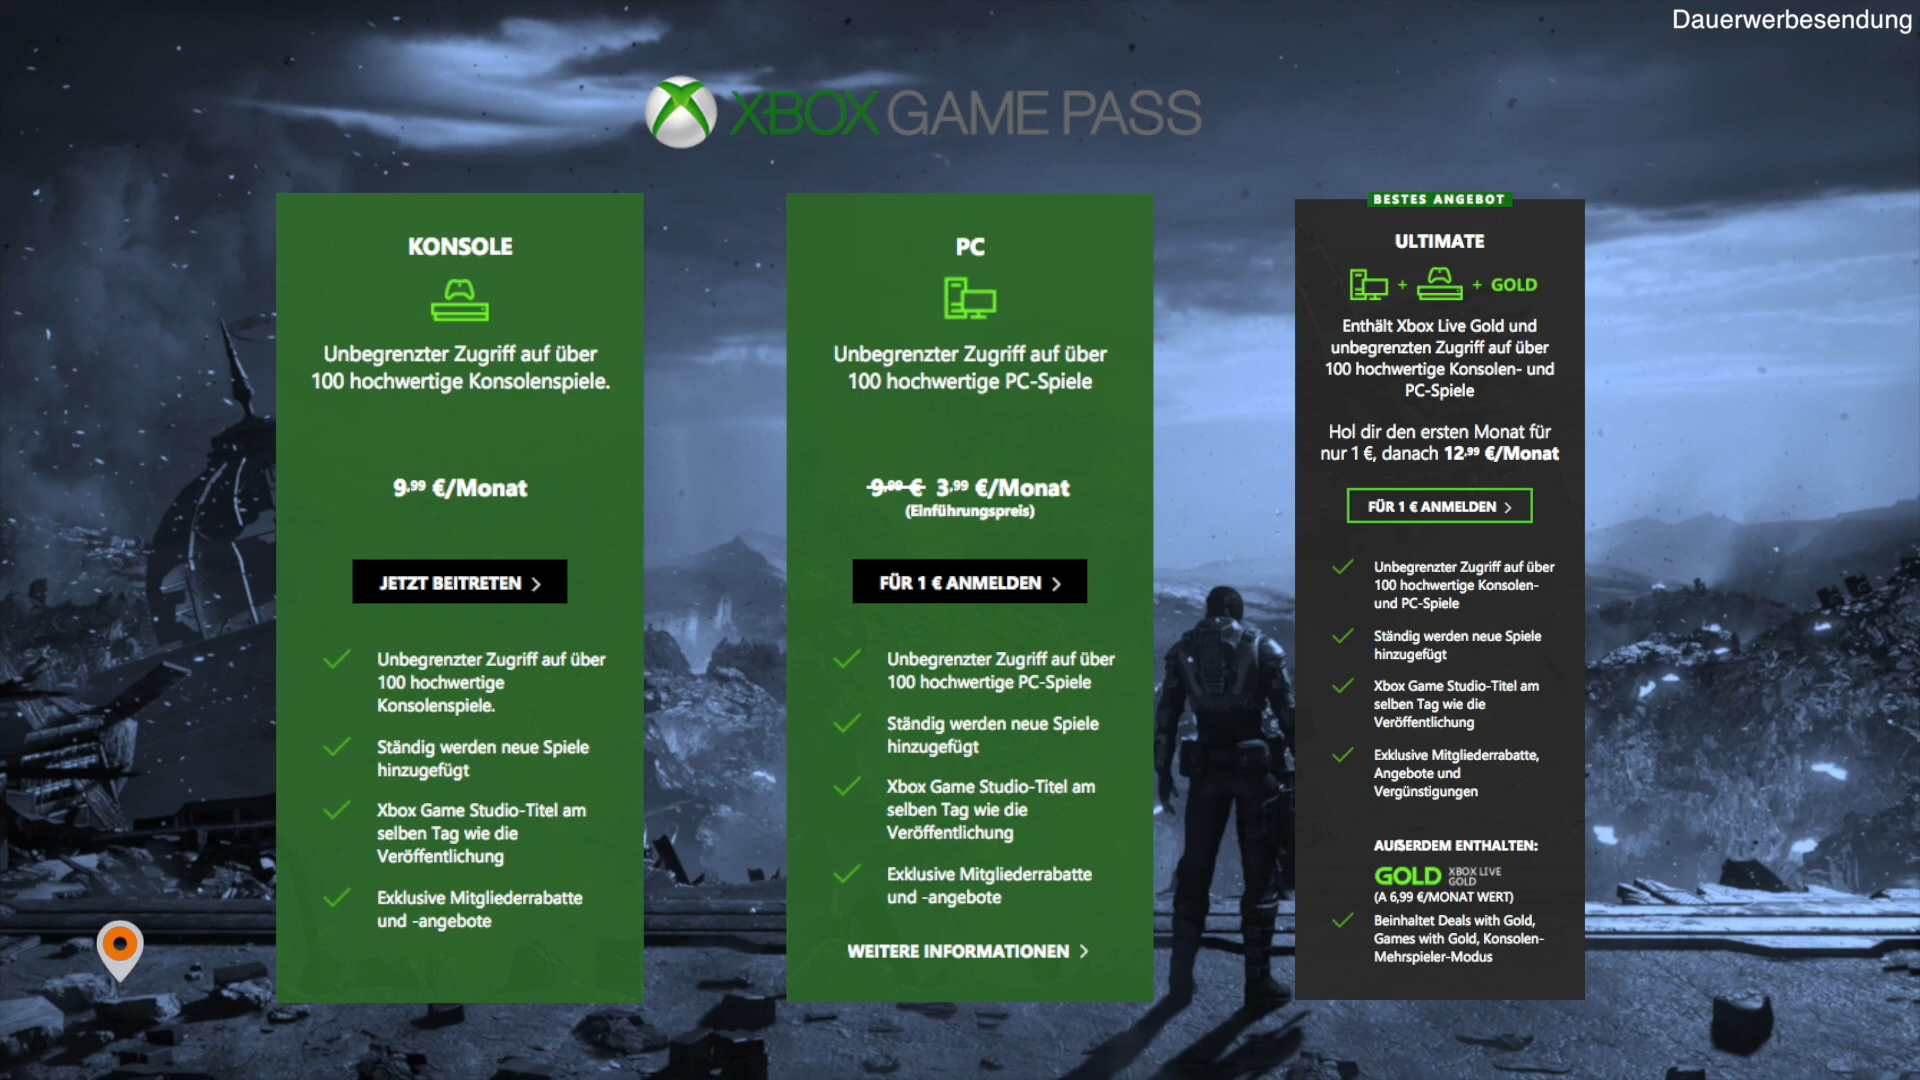 Dauerwerbesendung
XBOX GAME PASS
KONSOLE
Unbegrenzter Zugriff auf über
100 hochwertige Konsolenspiele.
9,99 €/Monat
JETZT BEITRETEN >
Unbegrenzter Zugriff auf über
100 hochwertige
Konsolenspiele.
Ständig werden neue Spiele
hinzugefügt
Xbox Game Studio-Titel am
selben Tag wie die
Veröffentlichung
Exklusive Mitgliederrabatte
und -angebote
PC
Unbegrenzter Zugriff auf über
100 hochwertige PC-Spiele
9,99 € 3,99 €/Monat
(Einführungspreis)
FÜR 1 € ANMELDEN >
Unbegrenzter Zugriff auf über
100 hochwertige PC-Spiele
Ständig werden neue Spiele
hinzugefügt
Xbox Game Studio-Titel am
selben Tag wie die
Veröffentlichung
Exklusive Mitgliederrabatte
und -angebote
WEITERE INFORMATIONEN >
BESTES ANGEBOT
ULTIMATE
+ + GOLD
Enthält Xbox Live Gold und
unbegrenzten Zugriff auf über
100 hochwertige Konsolen- und
PC-Spiele
Hol dir den ersten Monat für
nur 1 €, danach 12,99 €/Monat
FÜR 1 € ANMELDEN >
Unbegrenzter Zugriff auf über
100 hochwertige Konsolen-
und PC-Spiele
Ständig werden neue Spiele
hinzugefügt
Xbox Game Studio-Titel am
selben Tag wie die
Veröffentlichung
Exklusive Mitgliederrabatte,
Angebote und
Vergünstigungen
AUßERDEM ENTHALTEN:
GOLD XBOX LIVE
GOLD
(A 6,99 €/MONAT WERT)
Beinhaltet Deals with Gold,
Games with Gold, Konsolen-
Mehrspieler-Modus